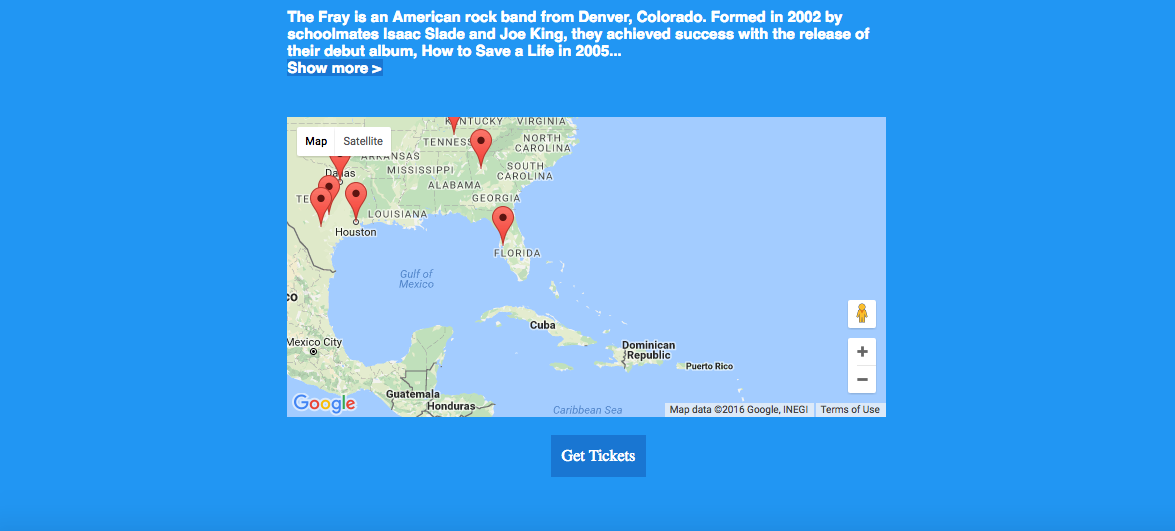 The Fray is an American rock band from Denver, Colorado. Formed in 2002 by
schoolmates Isaac Slade and Joe King, they achieved success with the release of
their debut album, How to Save a Life in 2005...
Show more >
Map
Satellite
KENTUCKY
VIRGINIA
TENNESS
NORTH
CAROLINA
ARKANSAS
MISSISSIPPI
SOUTH
CAROLINA
Dallas
ALABAMA
TE
GEORGIA
LOUISIANA
Houston
FLORIDA
Gulf of
Mexico
co
Cuba
Mexico City
Dominican
Republic
Puerto Rico
Guatemala
Honduras
Google
Caribbean Sea
Map data ©2016 Google, INEGI
Terms of Use
Get Tickets